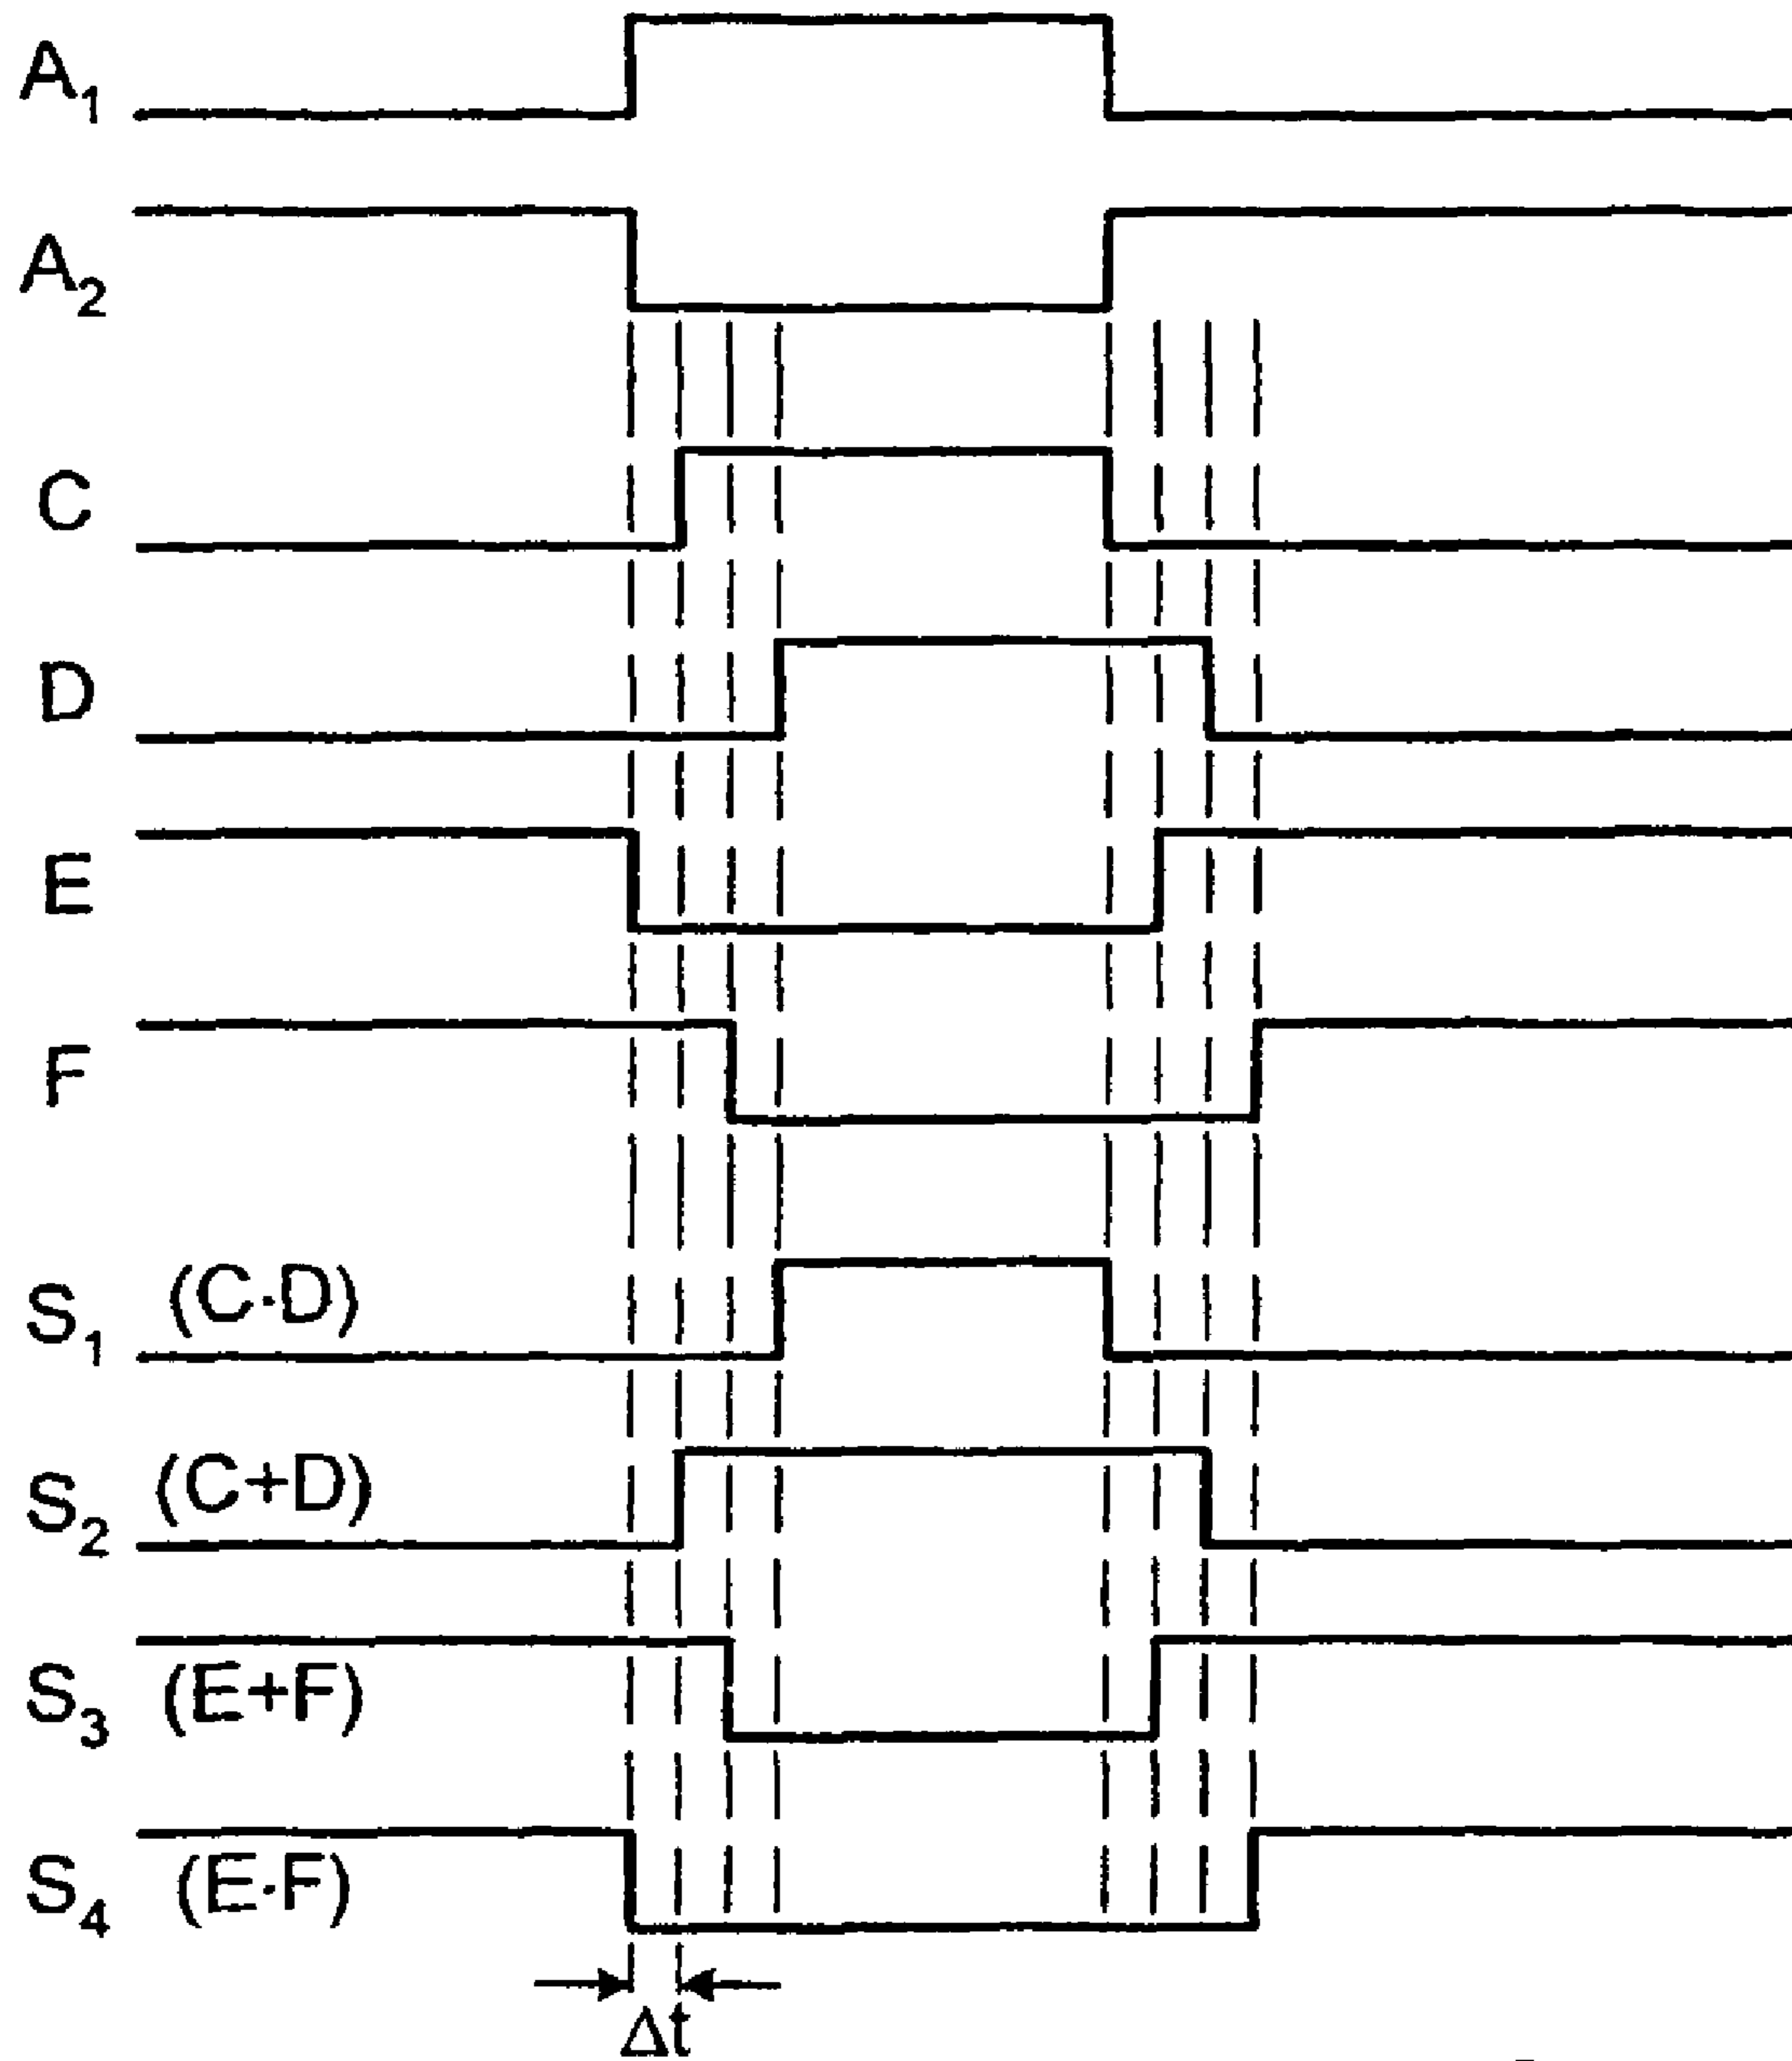 A₁
A₂
C
D
E
F
S₁ (C·D)
S₂ (C+D)
S₃ (E+F)
S₄ (E·F)
Δt